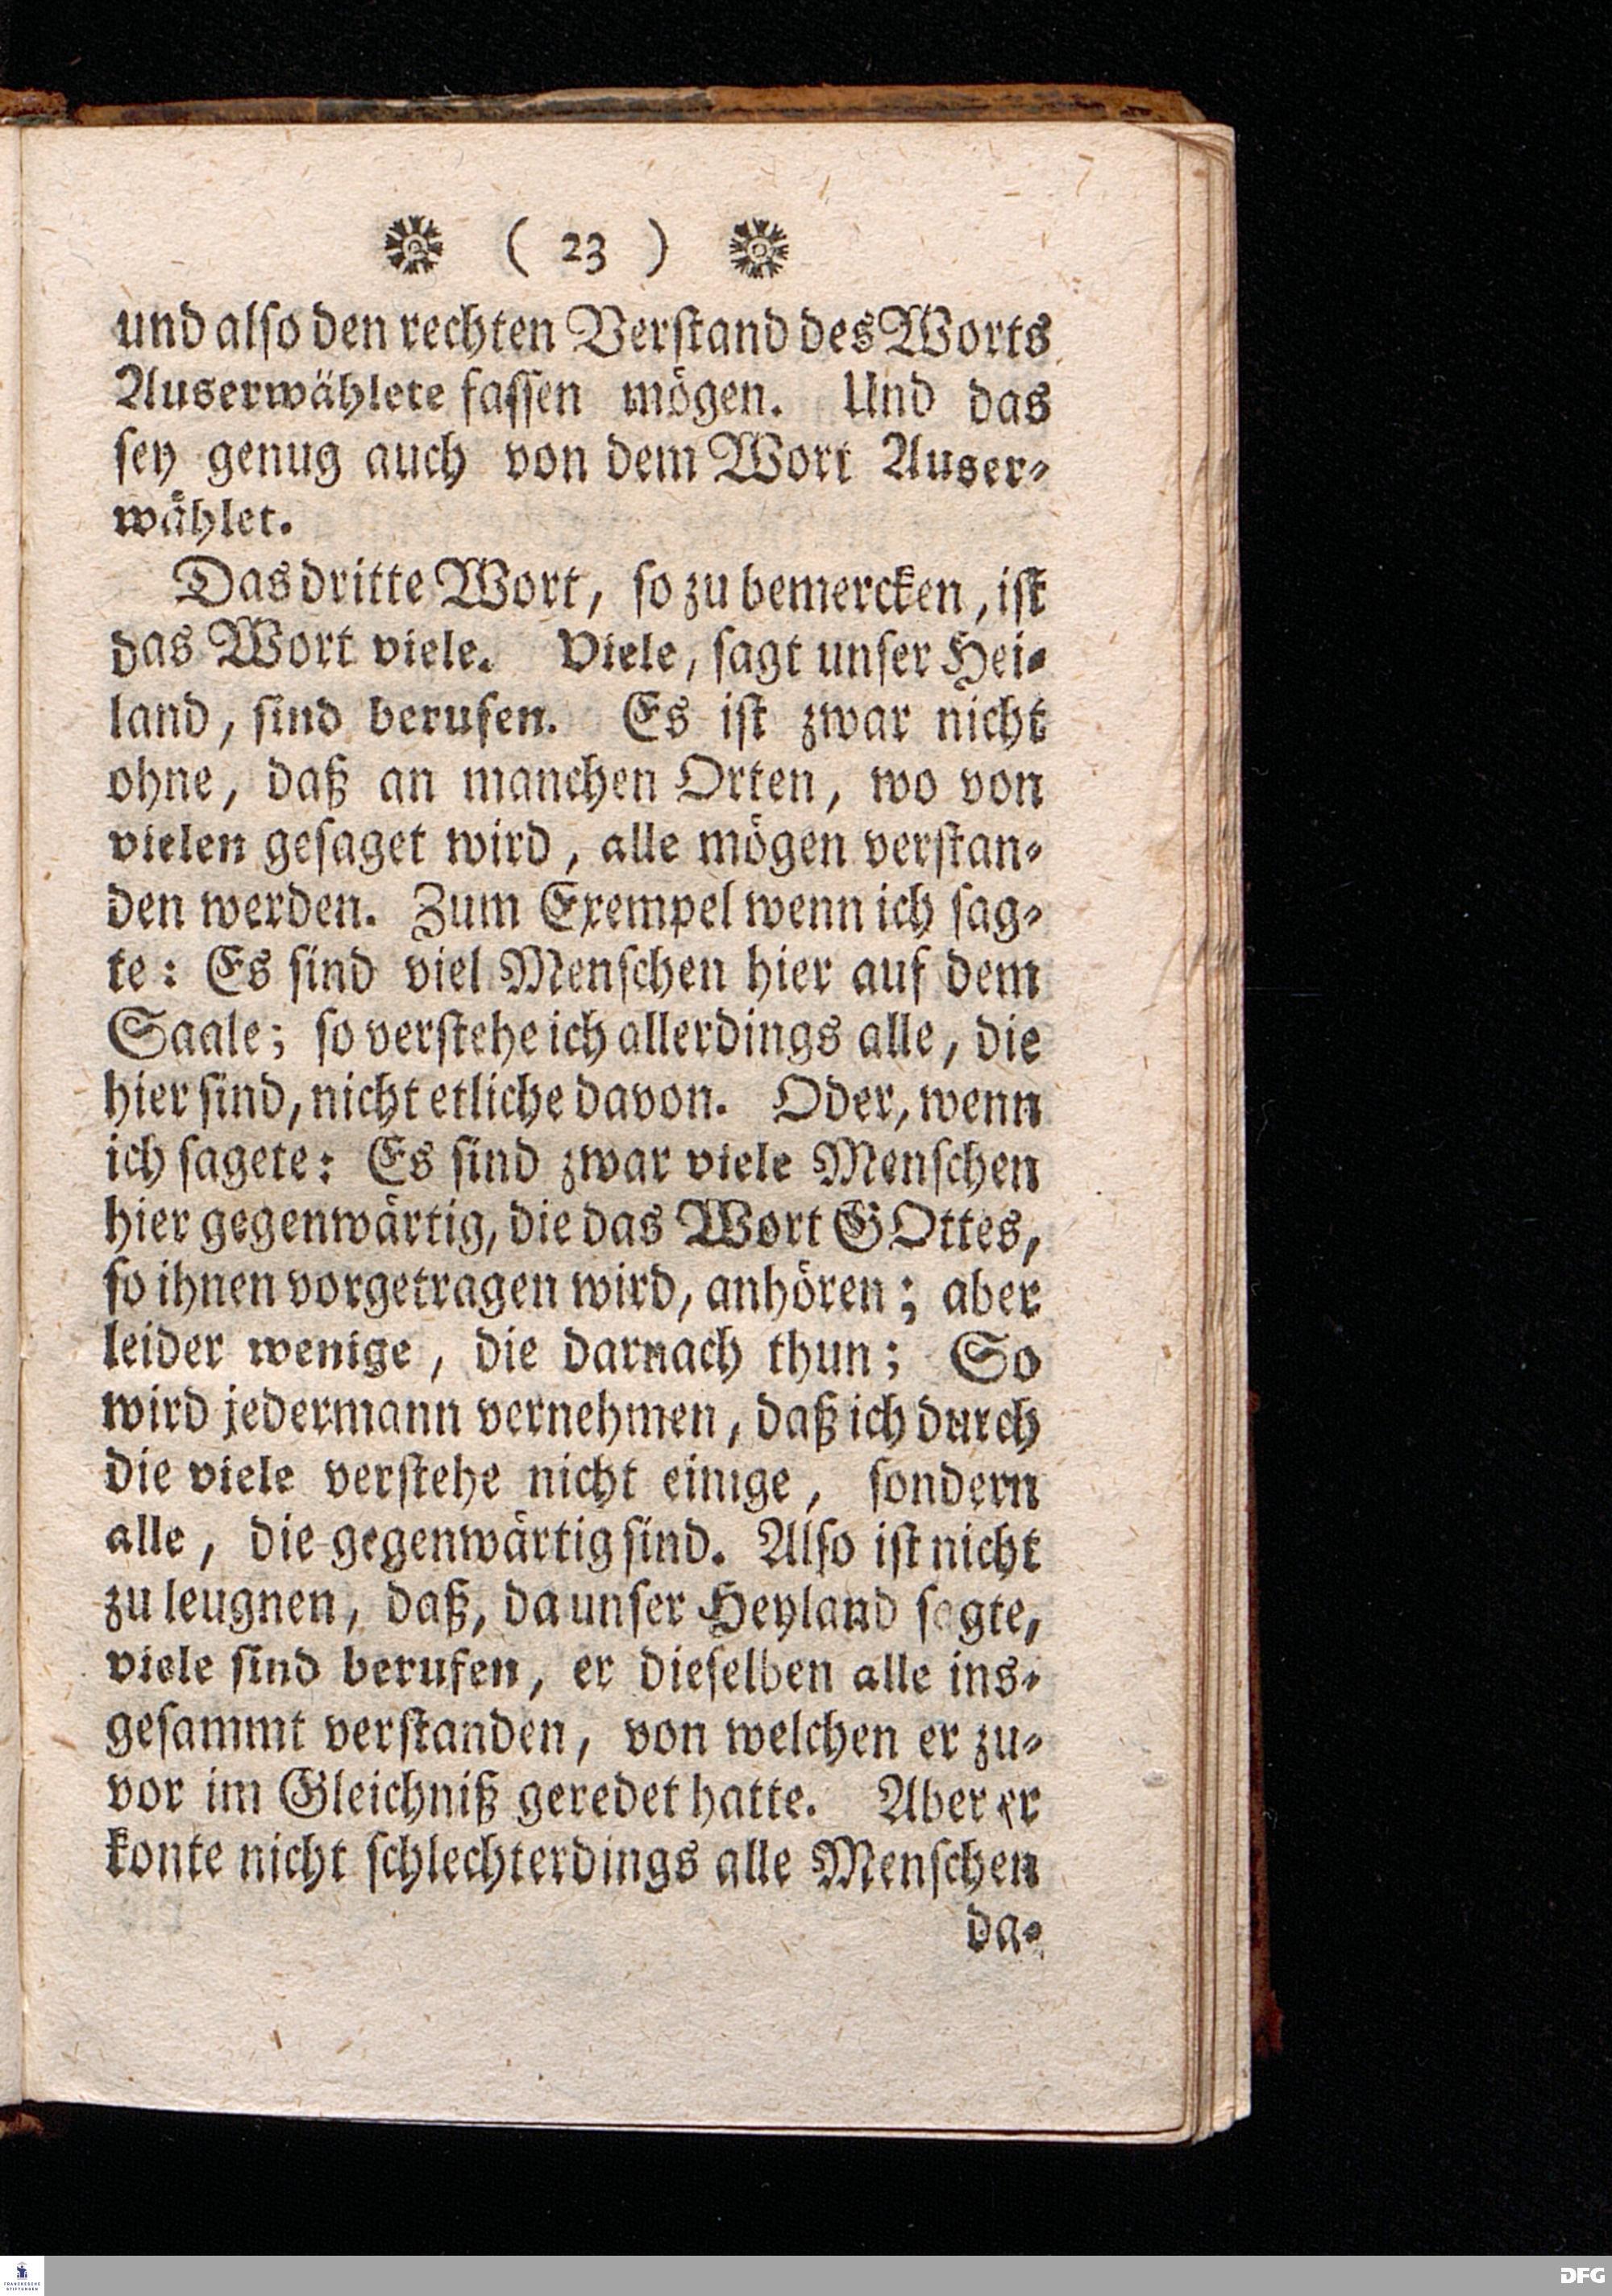 ( 23 )
und also den rechten Verstand des Worts
Auserwählete fassen mögen. Und das
sey genug auch von dem Wort Auser-
wählet.
Das dritte Wort, so zu bemercken, ist
das Wort viele. Viele, sagt unser Hei-
land, sind berufen. Es ist zwar nicht
ohne, daß an manchen Orten, wo von
vielen gesaget wird, alle mögen verstan-
den werden. Zum Exempel wenn ich sag-
te: Es sind viel Menschen hier auf dem
Saale; so verstehe ich allerdings alle, die
hier sind, nicht etliche davon. Oder, wenn
ich sagete: Es sind zwar viele Menschen
hier gegenwärtig, die das Wort GOttes,
so ihnen vorgetragen wird, anhören; aber
leider wenige, die darnach thun; So
wird jedermann vernehmen, daß ich durch
die viele verstehe nicht einige, sondern
alle, die gegenwärtig sind. Also ist nicht
zu leugnen, daß, da unser Heyland sagte,
viele sind berufen, er dieselben alle ins-
gesammt verstanden, von welchen er zu-
vor im Gleichniß geredet hatte. Aber er
konte nicht schlechterdings alle Menschen
da-
FRANCKESCHE
STIFTUNGEN
DFG